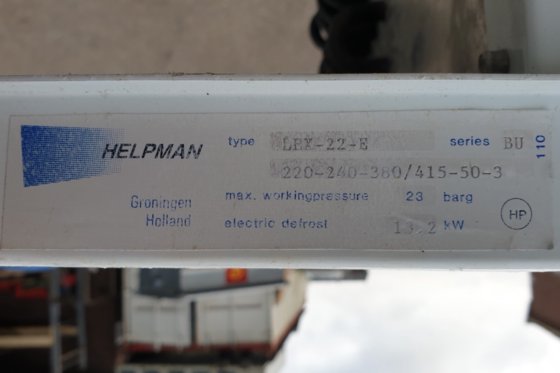 HELPMAN
Groningen
Holland
type LEX-22-E series BU
220-240-380/415-50-3
max. workingpressure 23 barg
electric defrost 13.2 kW
HP
110